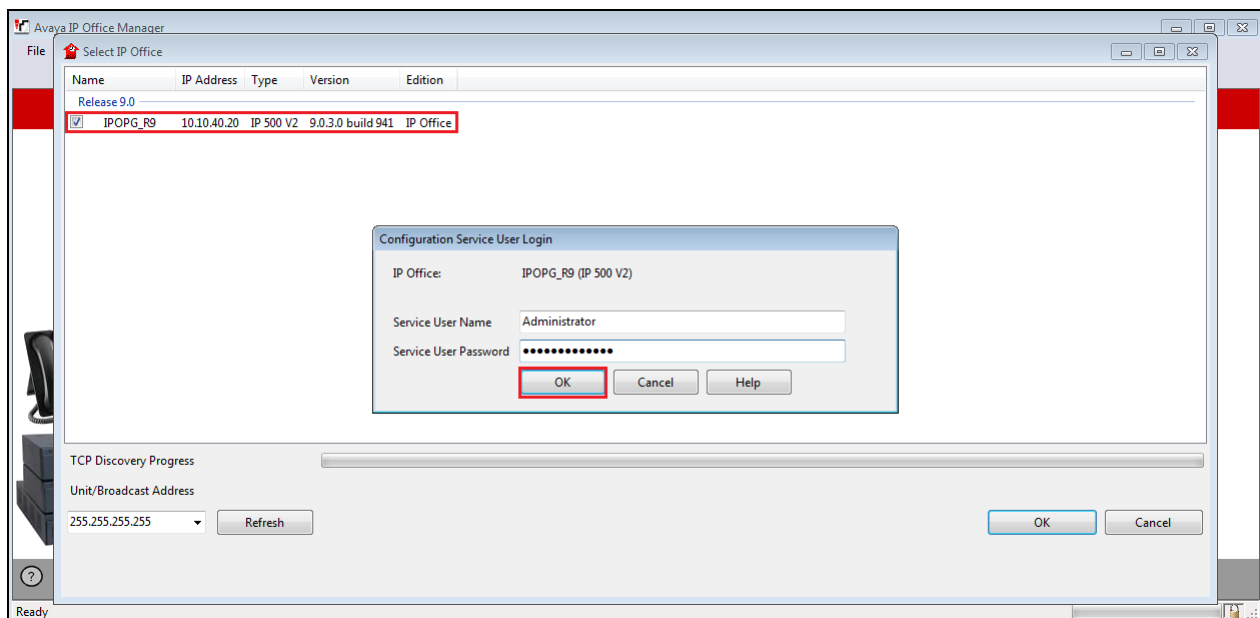 Avaya IP Office Manager
File
Select IP Office
Name IP Address Type Version Edition
Release 9.0
IPOPG_R9 10.10.40.20 IP 500 V2 9.0.3.0 build 941 IP Office
Configuration Service User Login
IP Office: IPOPG_R9 (IP 500 V2)
Service User Name Administrator
Service User Password •••••••••••••
OK Cancel Help
TCP Discovery Progress
Unit/Broadcast Address
255.255.255.255 Refresh OK Cancel
?
Ready